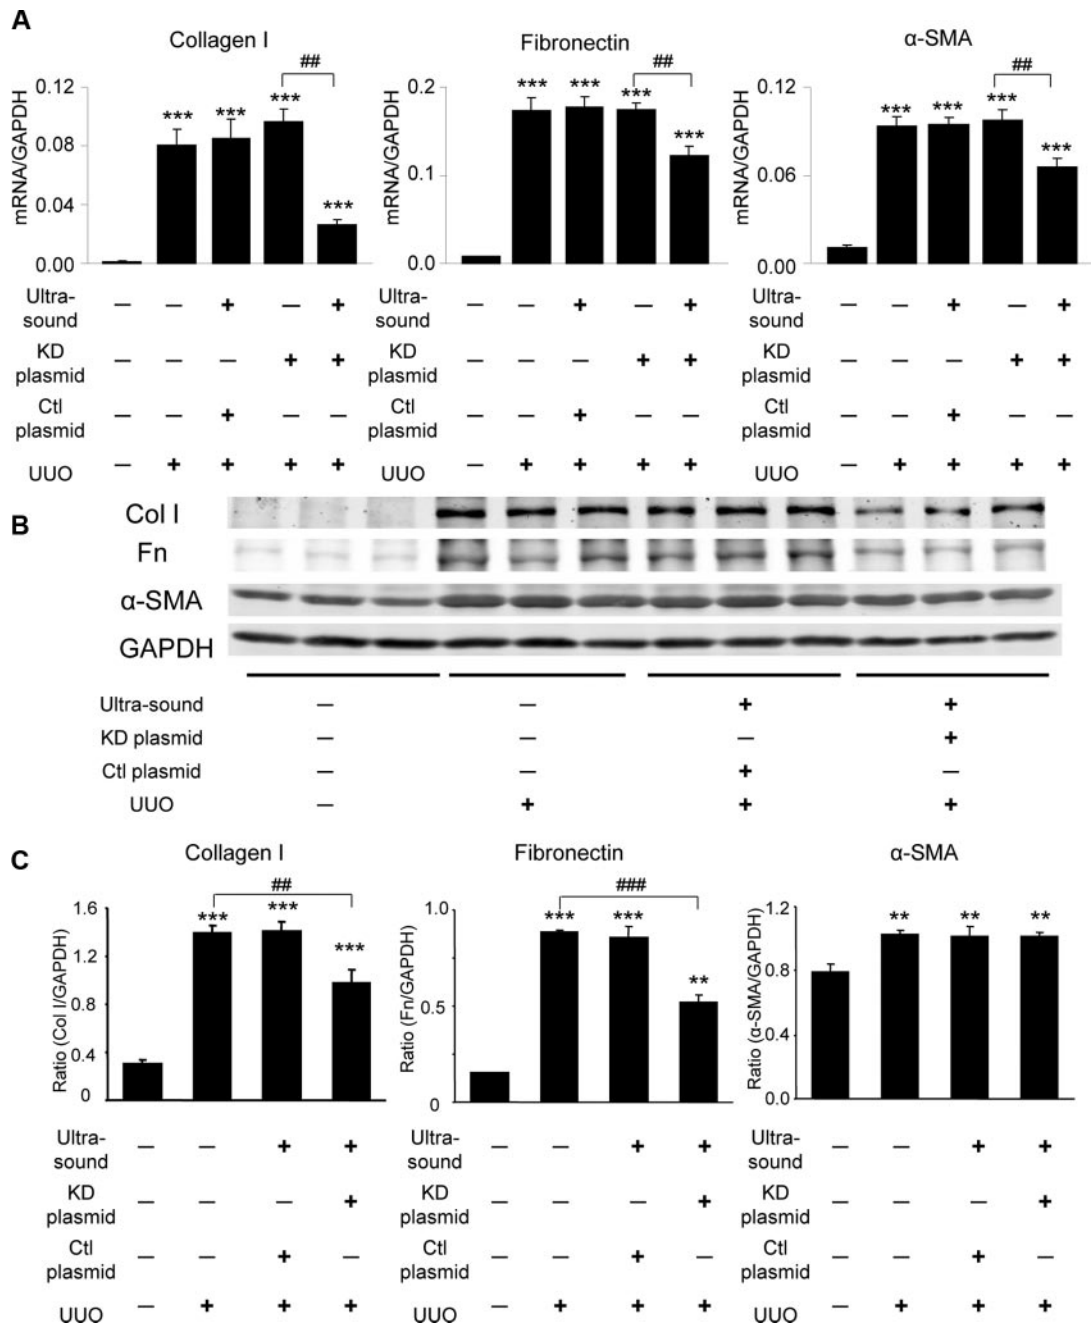 A
Collagen I
Fibronectin
α-SMA
##
##
##
*** *** *** ***
*** *** *** ***
*** *** *** ***
mRNA/GAPDH
0.12
0.08
0.04
0.00
mRNA/GAPDH
0.2
0.1
0.0
mRNA/GAPDH
0.12
0.06
0.00
Ultra-
sound
— — + — +
Ultra-
sound
— — + — +
Ultra-
sound
— — + — +
KD
plasmid
— — — + +
KD
plasmid
— — — + +
KD
plasmid
— — — + +
Ctl
plasmid
— — + — —
Ctl
plasmid
— — + — —
Ctl
plasmid
— — + — —
UUO — + + + +
UUO — + + + +
UUO — + + + +
B
Col I
Fn
α-SMA
GAPDH
Ultra-sound — — + +
KD plasmid — — — +
Ctl plasmid — — + —
UUO — + + +
C
Collagen I
Fibronectin
α-SMA
##
###
*** *** ***
*** *** **
** ** **
Ratio (Col I/GAPDH)
1.6
1.2
0.8
0.4
0
Ratio (Fn/GAPDH)
1.0
0.5
0
Ratio (α-SMA/GAPDH)
1.2
0.8
0.4
0.0
Ultra-
sound
— — + +
Ultra-
sound
— — + +
Ultra-
sound
— — + +
KD
plasmid
— — — +
KD
plasmid
— — — +
KD
plasmid
— — — +
Ctl
plasmid
— — + —
Ctl
plasmid
— — + —
Ctl
plasmid
— — + —
UUO — + + +
UUO — + + +
UUO — + + +